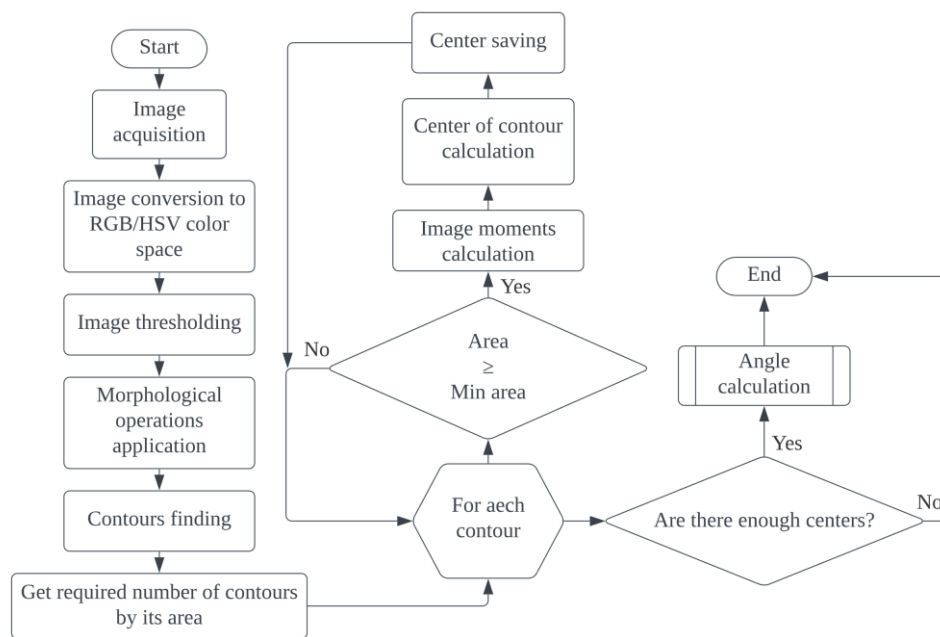 Start
Image
acquisition
Image conversion to
RGB/HSV color
space
Image thresholding
Morphological
operations
application
Contours finding
Get required number of contours
by its area
Center saving
Center of contour
calculation
Image moments
calculation
Yes
No
Area
≥
Min area
For aech
contour
End
Angle
calculation
Yes
Are there enough centers?
No